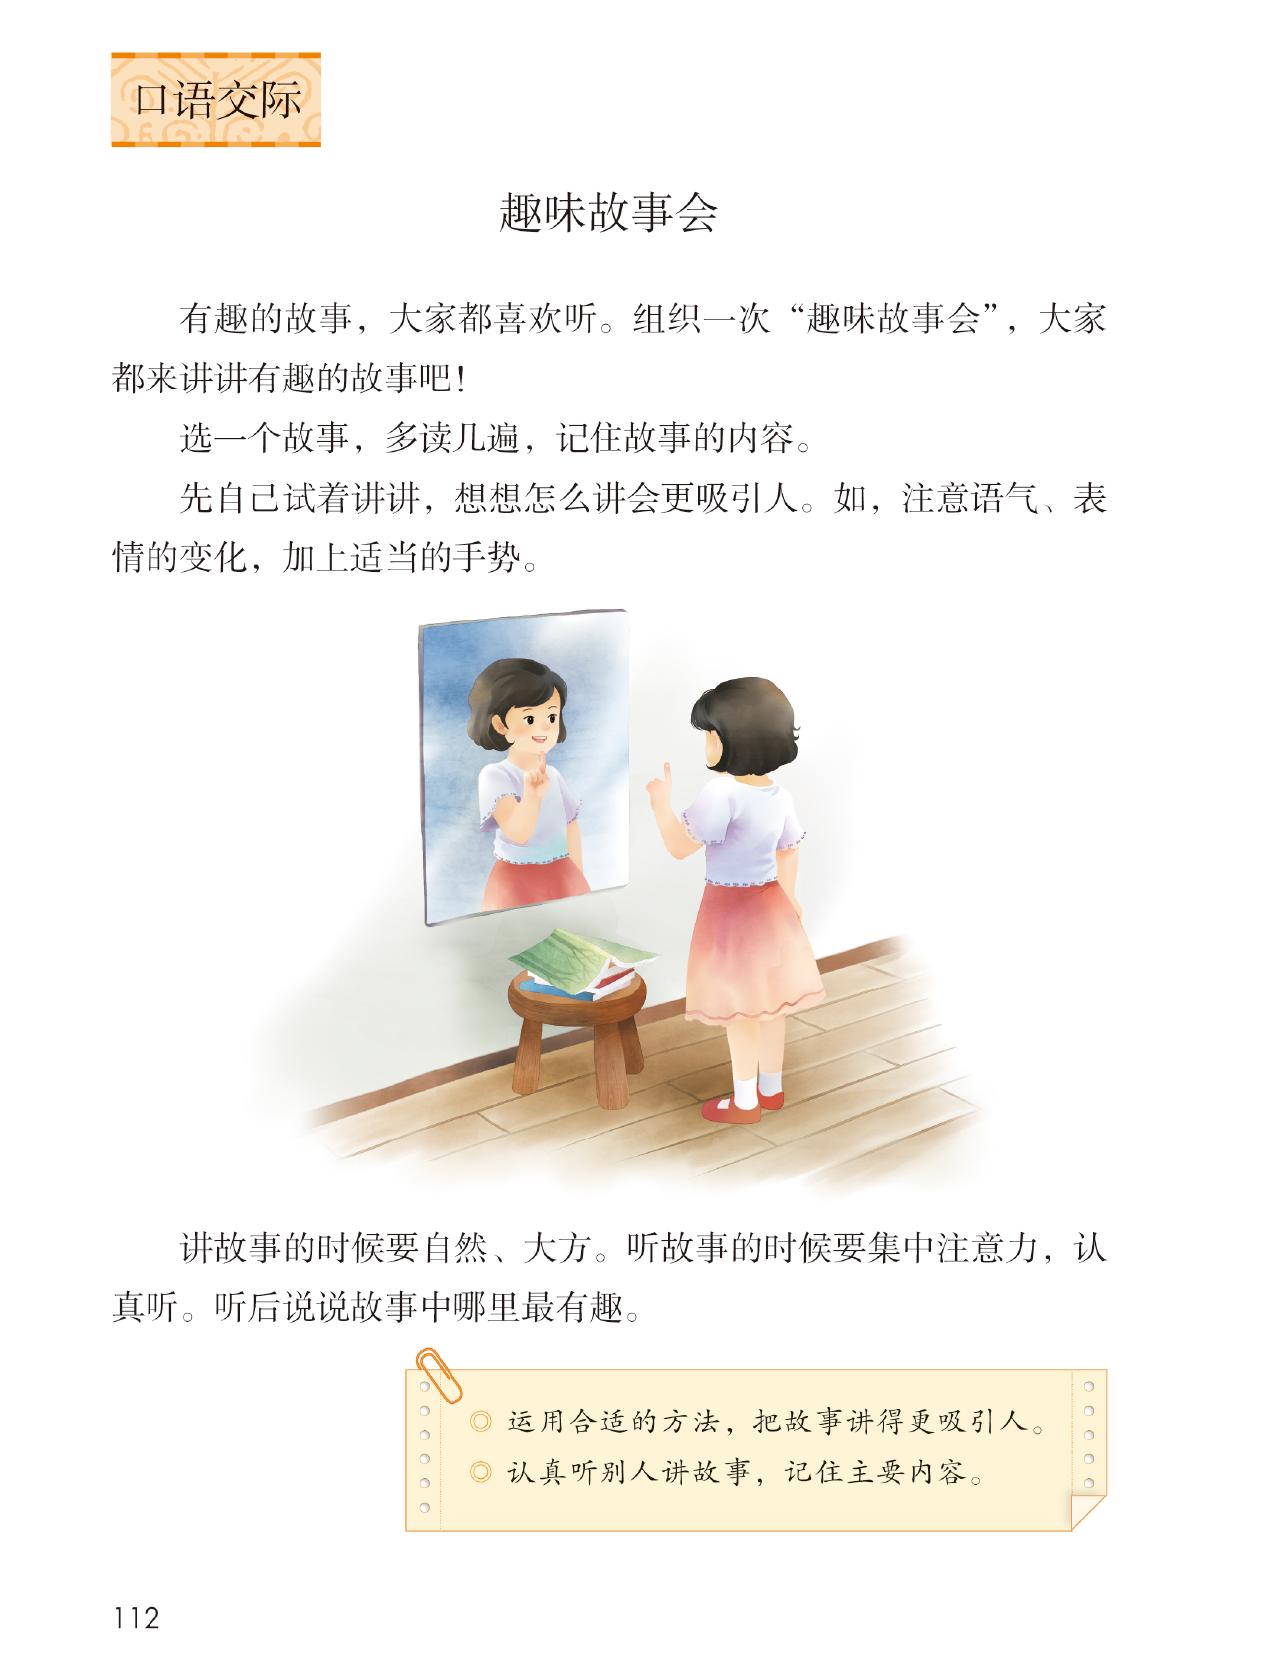 口语交际
趣味故事会
有趣的故事，大家都喜欢听。组织一次“趣味故事会”，大家
都来讲讲有趣的故事吧！
选一个故事，多读几遍，记住故事的内容。
先自己试着讲讲，想想怎么讲会更吸引人。如，注意语气、表
情的变化，加上适当的手势。
讲故事的时候要自然、大方。听故事的时候要集中注意力，认
真听。听后说说故事中哪里最有趣。
◎ 运用合适的方法，把故事讲得更吸引人。
◎ 认真听别人讲故事，记住主要内容。
112